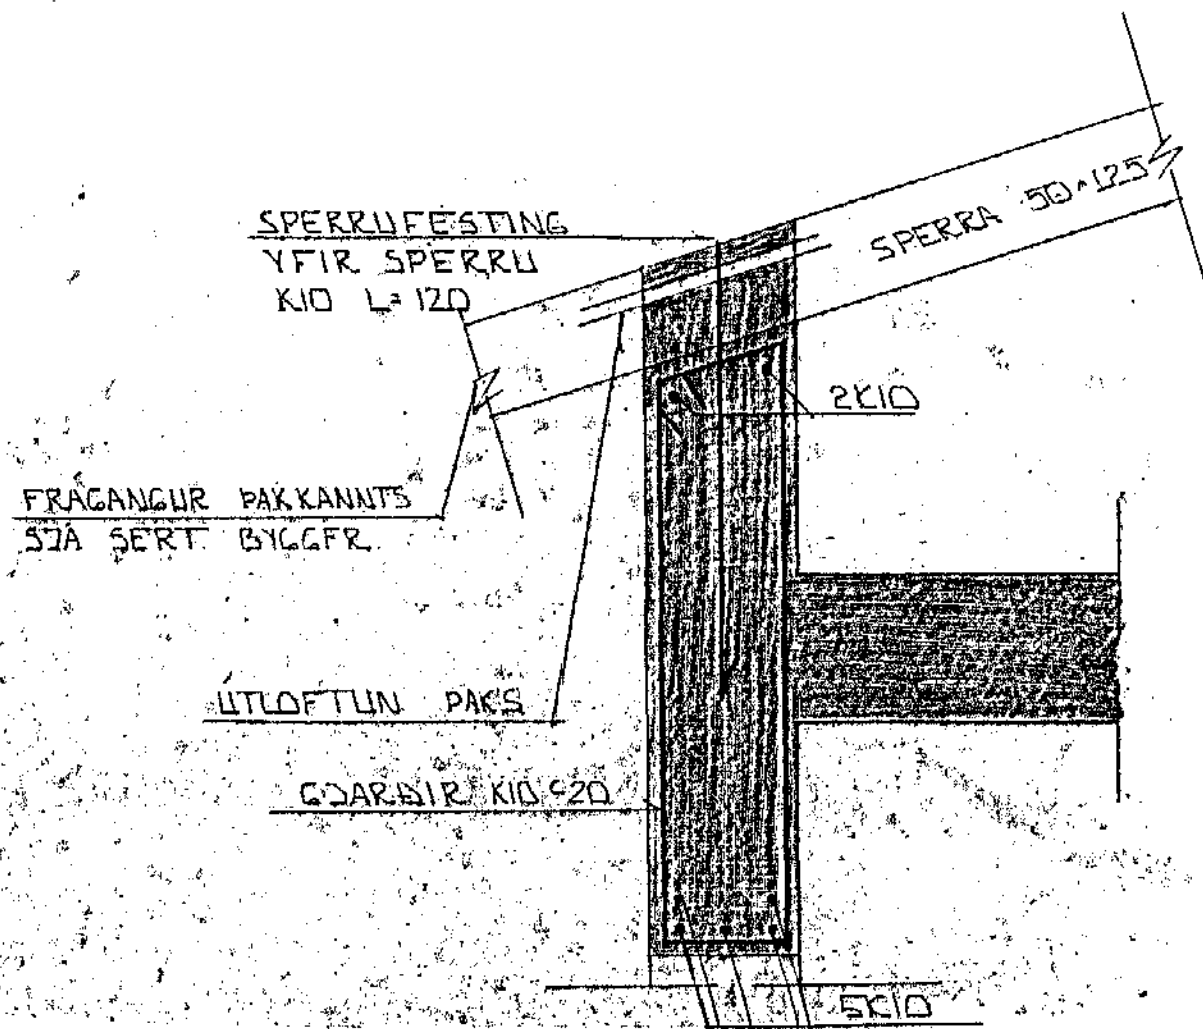 SPERRUFESTING
YFIR SPERRU
K10 L=120
SPERRA 50×125
2K10
FRÁGANGUR ÞAKKANNTS
SJÁ SÉRT. BYGGFR.
ÚTLOFTUN ÞAKS
GJARÐIR K10 C20
5K10